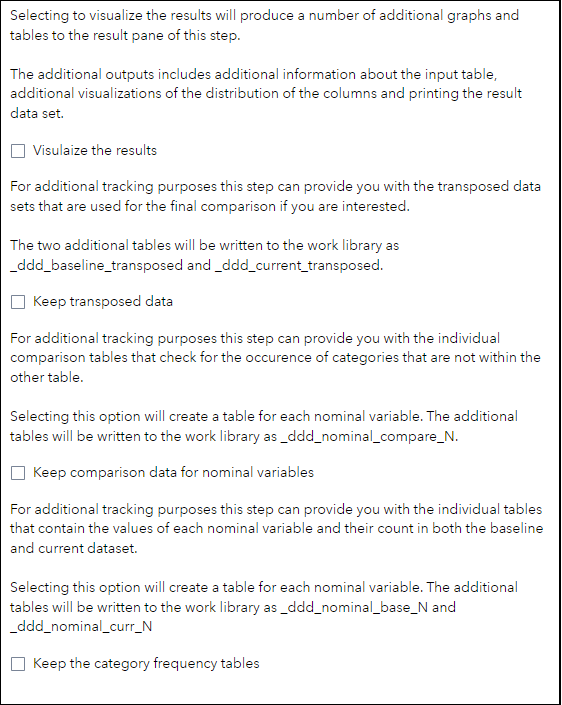 Selecting to visualize the results will produce a number of additional graphs and
tables to the result pane of this step.
The additional outputs includes additional information about the input table,
additional visualizations of the distribution of the columns and printing the result
data set.
Visulaize the results
For additional tracking purposes this step can provide you with the transposed data
sets that are used for the final comparison if you are interested.
The two additional tables will be written to the work library as
_ddd_baseline_transposed and _ddd_current_transposed.
Keep transposed data
For additional tracking purposes this step can provide you with the individual
comparison tables that check for the occurence of categories that are not within the
other table.
Selecting this option will create a table for each nominal variable. The additional
tables will be written to the work library as _ddd_nominal_compare_N.
Keep comparison data for nominal variables
For additional tracking purposes this step can provide you with the individual tables
that contain the values of each nominal variable and their count in both the baseline
and current dataset.
Selecting this option will create a table for each nominal variable. The additional
tables will be written to the work library as _ddd_nominal_base_N and
_ddd_nominal_curr_N
Keep the category frequency tables